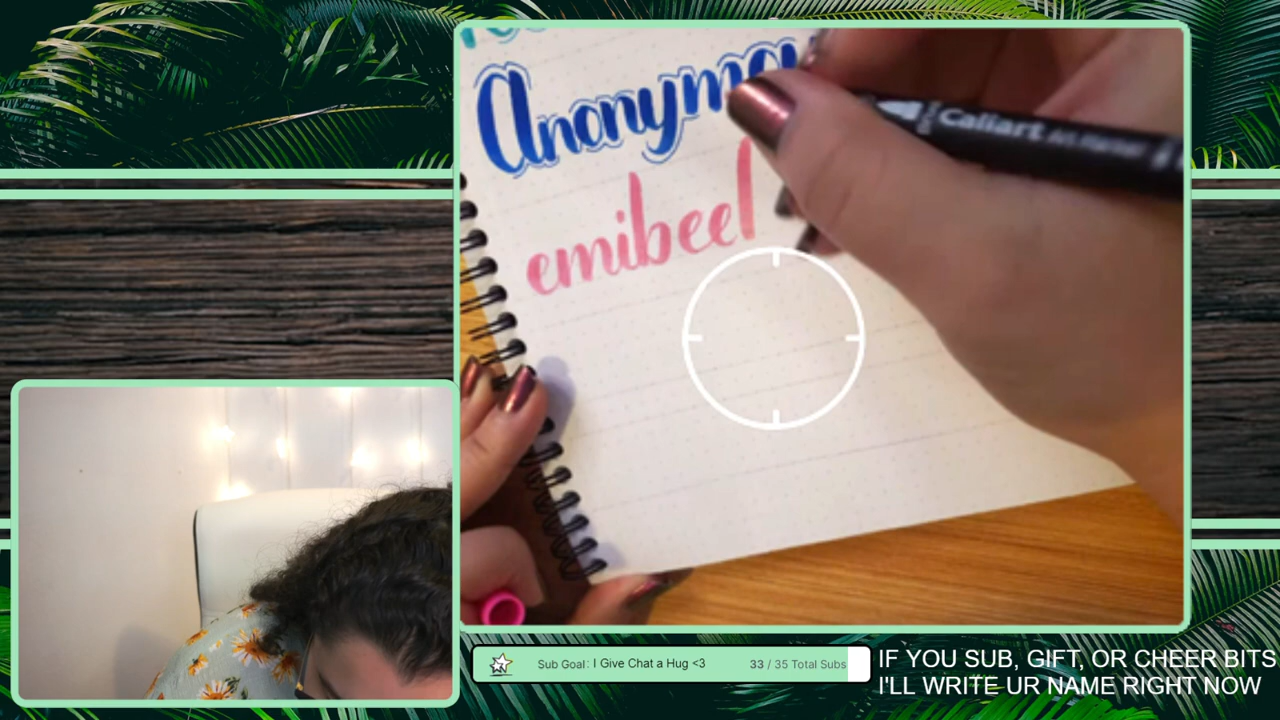 Anonymo
emibeel
Caliart
Sub Goal: I Give Chat a Hug <3
33 / 35 Total Subs
IF YOU SUB, GIFT, OR CHEER BITS
I'LL WRITE UR NAME RIGHT NOW